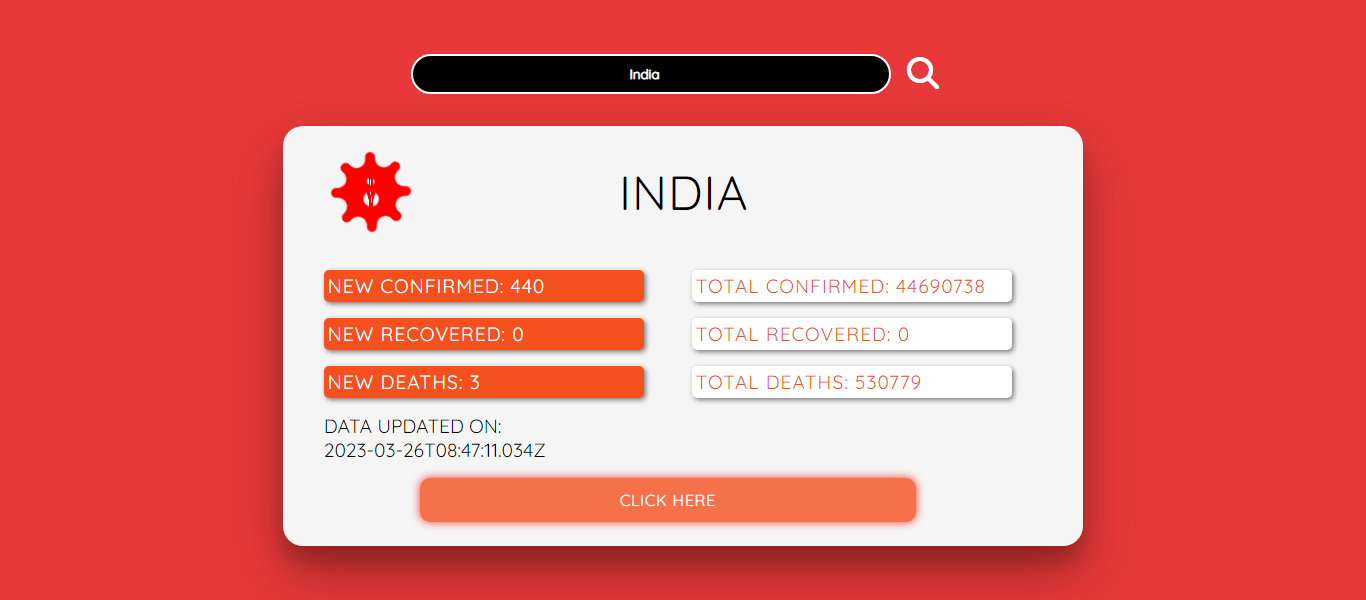 India
INDIA
NEW CONFIRMED: 440
TOTAL CONFIRMED: 44690738
NEW RECOVERED: 0
TOTAL RECOVERED: 0
NEW DEATHS: 3
TOTAL DEATHS: 530779
DATA UPDATED ON:
2023-03-26T08:47:11.034Z
CLICK HERE